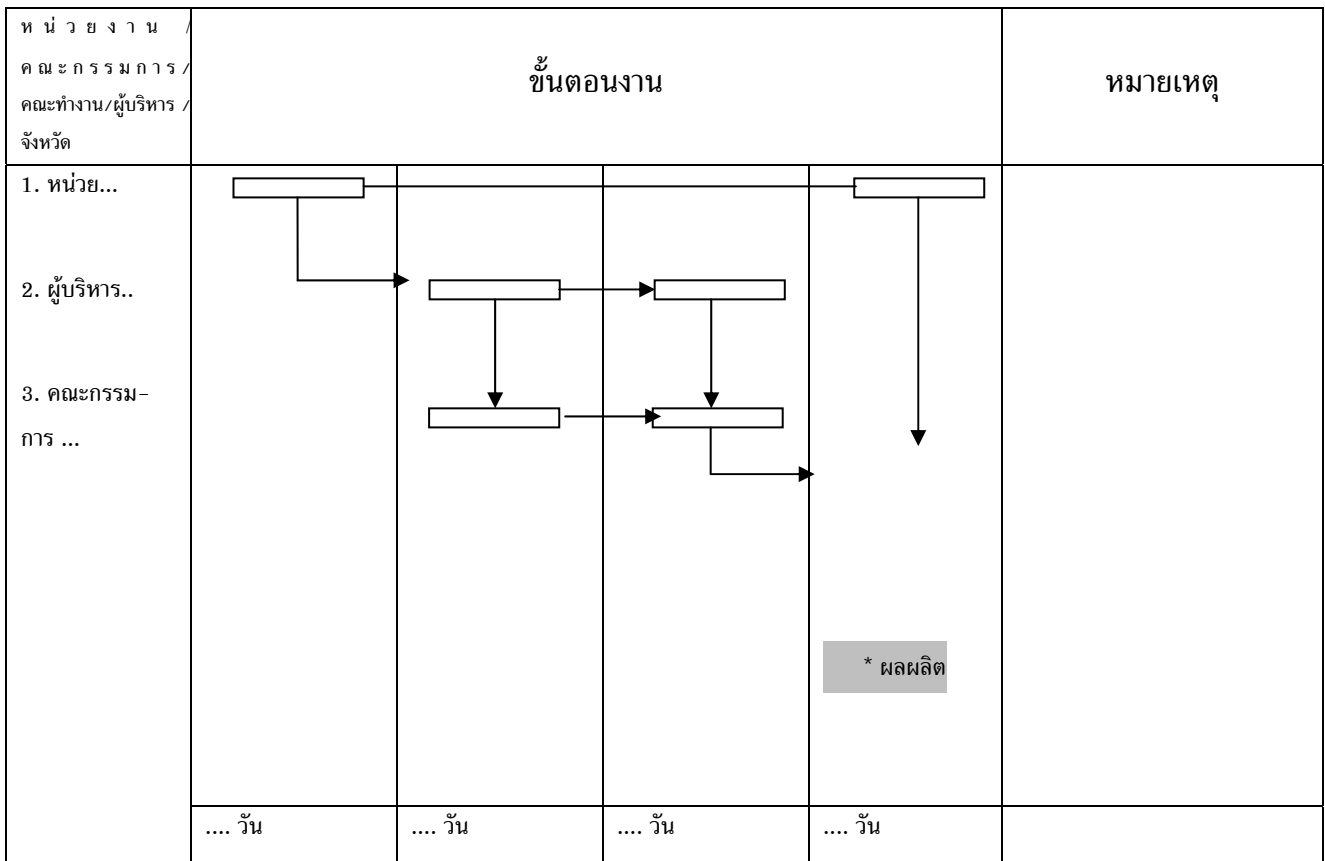 หน่วยงาน /
คณะกรรมการ/
คณะทำงาน/ผู้บริหาร /
จังหวัด
ขั้นตอนงาน
หมายเหตุ
1. หน่วย...
2. ผู้บริหาร..
3. คณะกรรม-
การ ...
* ผลผลิต
.... วัน
.... วัน
.... วัน
.... วัน